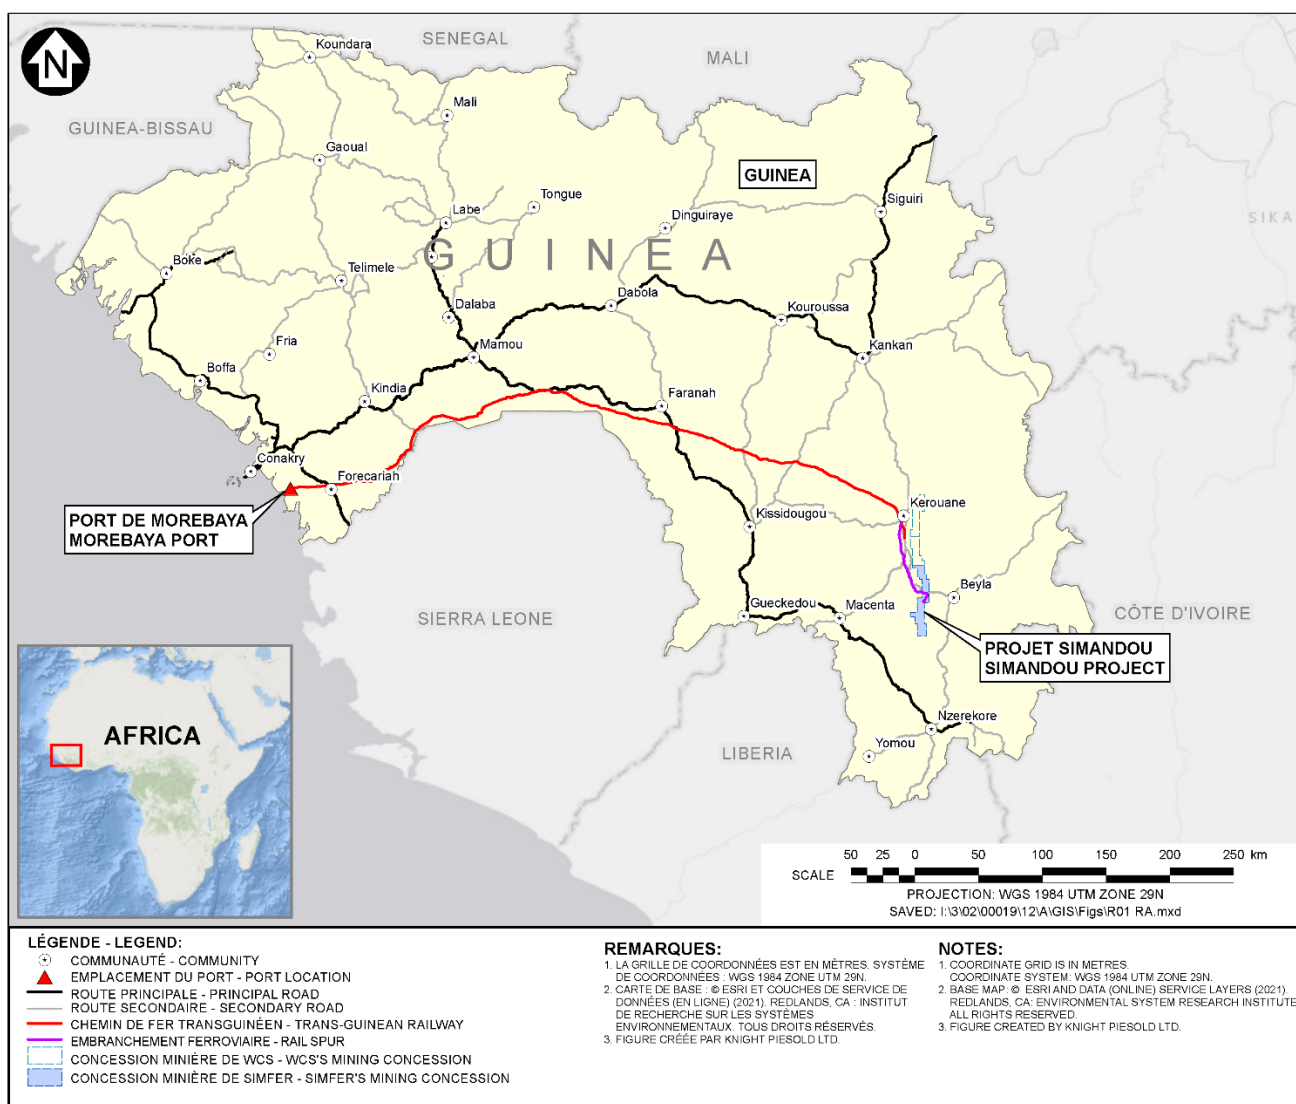 N
SENEGAL
MALI
GUINEA-BISSAU
Koundara
Mali
Gaoual
GUINEA
Tongue
Siguiri
SIKA
Labe
Dinguiraye
GUINEA
Boke
Telimele
Dabola
Dalaba
Kouroussa
Fria
Mamou
Kankan
Boffa
Kindia
Faranah
Conakry
Forecariah
Kerouane
PORT DE MOREBAYA
MOREBAYA PORT
Kissidougou
Beyla
Gueckedou
Macenta
SIERRA LEONE
CÔTE D'IVOIRE
PROJET SIMANDOU
SIMANDOU PROJECT
Nzerekore
LIBERIA
Yomou
AFRICA
50 25 0 50 100 150 200 250 km
SCALE
PROJECTION: WGS 1984 UTM ZONE 29N
SAVED: I:\3\02\00019\12\A\GIS\Figs\R01 RA.mxd
LÉGENDE - LEGEND:
COMMUNAUTÉ - COMMUNITY
EMPLACEMENT DU PORT - PORT LOCATION
ROUTE PRINCIPALE - PRINCIPAL ROAD
ROUTE SECONDAIRE - SECONDARY ROAD
CHEMIN DE FER TRANSGUINÉEN - TRANS-GUINEAN RAILWAY
EMBRANCHEMENT FERROVIAIRE - RAIL SPUR
CONCESSION MINIÈRE DE WCS - WCS'S MINING CONCESSION
CONCESSION MINIÈRE DE SIMFER - SIMFER'S MINING CONCESSION
REMARQUES:
1. LA GRILLE DE COORDONNÉES EST EN MÈTRES. SYSTÈME
DE COORDONNÉES : WGS 1984 ZONE UTM 29N.
2. CARTE DE BASE : © ESRI ET COUCHES DE SERVICE DE
DONNÉES (EN LIGNE) (2021). REDLANDS, CA : INSTITUT
DE RECHERCHE SUR LES SYSTÈMES
ENVIRONNEMENTAUX. TOUS DROITS RÉSERVÉS.
3. FIGURE CRÉÉE PAR KNIGHT PIESOLD LTD.
NOTES:
1. COORDINATE GRID IS IN METRES.
COORDINATE SYSTEM: WGS 1984 UTM ZONE 29N.
2. BASE MAP: © ESRI AND DATA (ONLINE) SERVICE LAYERS (2021).
REDLANDS, CA: ENVIRONMENTAL SYSTEM RESEARCH INSTITUTE
ALL RIGHTS RESERVED.
3. FIGURE CREATED BY KNIGHT PIESOLD LTD.